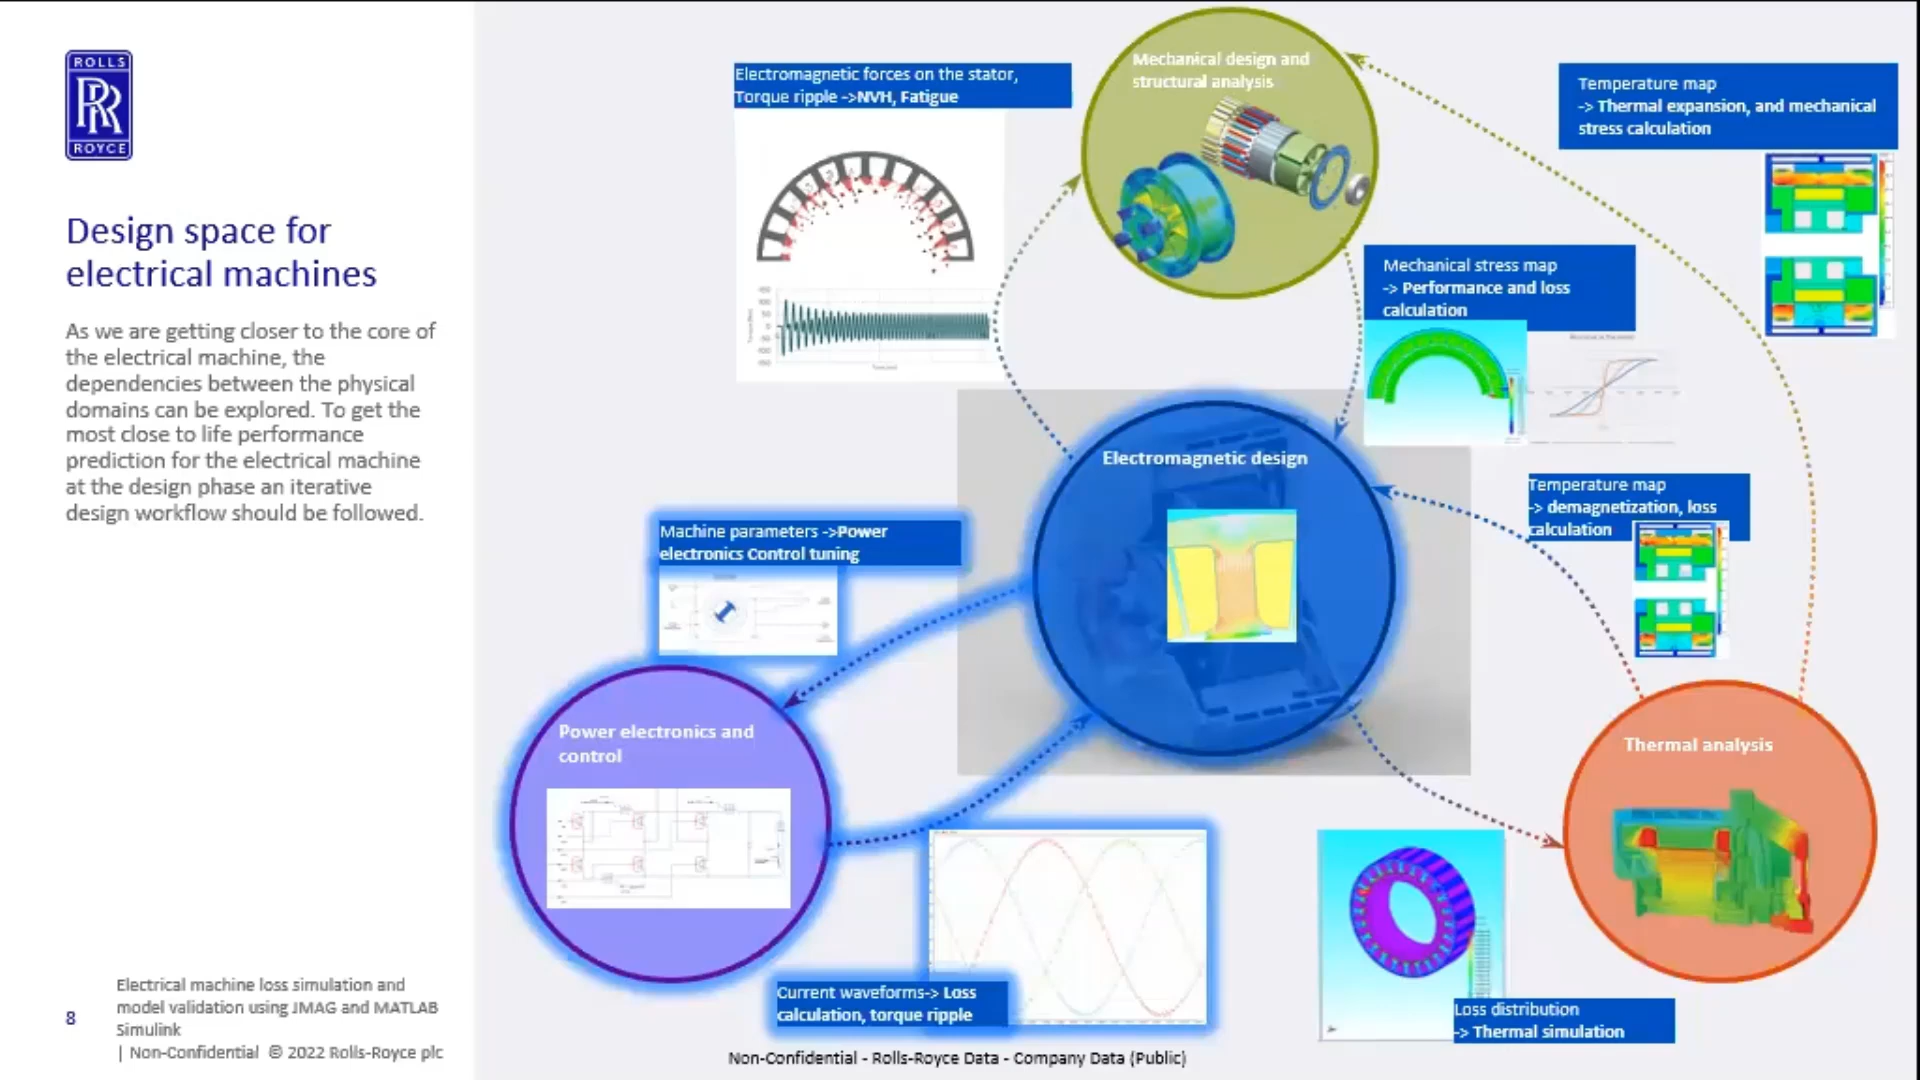 ROLLS
RR
ROYCE
Design space for
electrical machines
As we are getting closer to the core of
the electrical machine, the
dependencies between the physical
domains can be explored. To get the
most close to life performance
prediction for the electrical machine
at the design phase an iterative
design workflow should be followed.
Electromagnetic forces on the stator,
Torque ripple ->NVH, Fatigue
Mechanical design and
structural analysis
Temperature map
-> Thermal expansion, and mechanical
stress calculation
Mechanical stress map
-> Performance and loss
calculation
Electromagnetic design
Temperature map
-> demagnetization, loss
calculation
Machine parameters ->Power
electronics Control tuning
Power electronics and
control
Thermal analysis
Current waveforms-> Loss
calculation, torque ripple
Loss distribution
-> Thermal simulation
8
Electrical machine loss simulation and
model validation using JMAG and MATLAB
Simulink
| Non-Confidential © 2022 Rolls-Royce plc
Non-Confidential - Rolls-Royce Data - Company Data (Public)